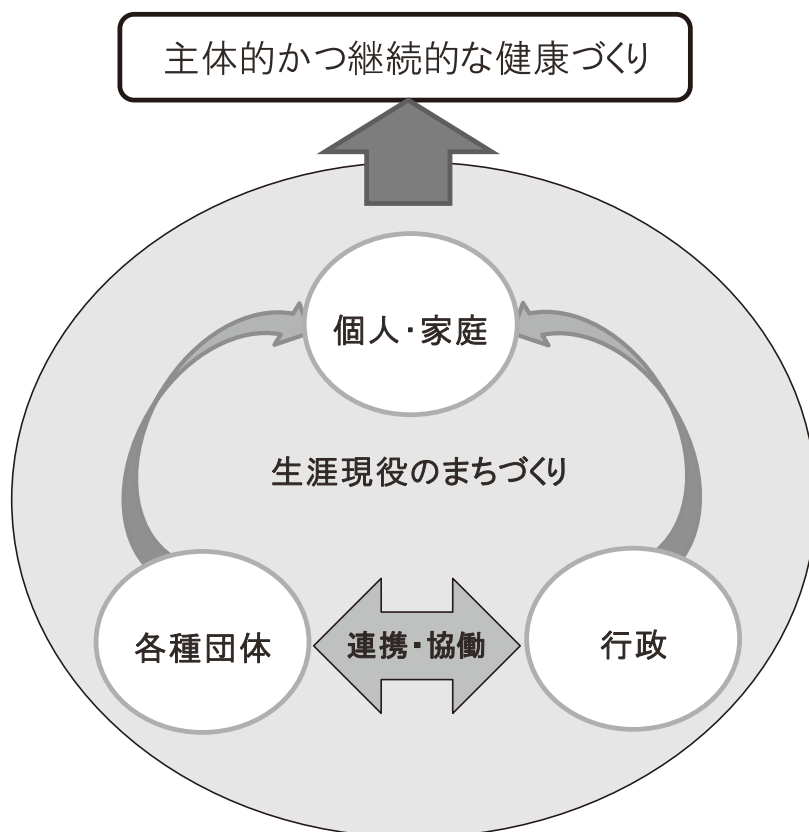 主体的かつ継続的な健康づくり
個人・家庭
生涯現役のまちづくり
各種団体
連携・協働
行政